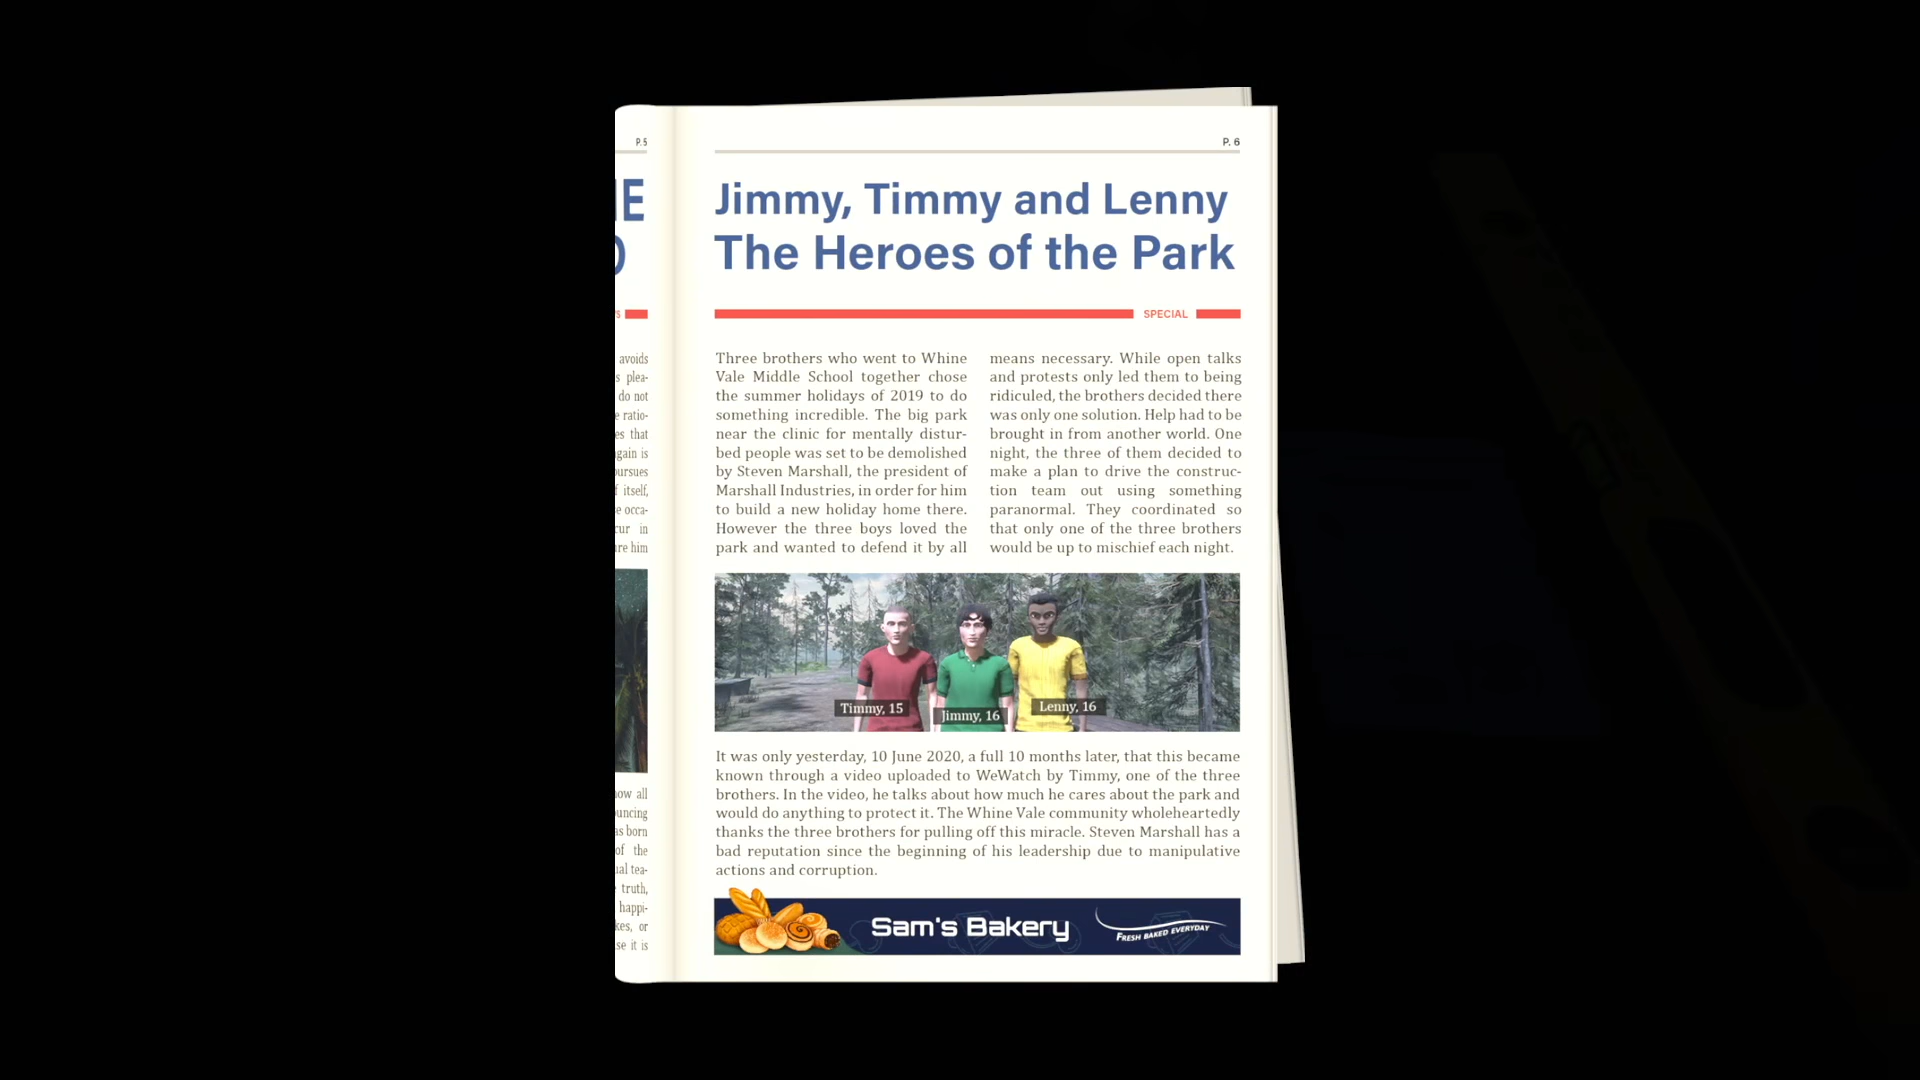 P. 5
P. 6
Jimmy, Timmy and Lenny
The Heroes of the Park
SPECIAL
Three brothers who went to Whine
Vale Middle School together chose
the summer holidays of 2019 to do
something incredible. The big park
near the clinic for mentally distur-
bed people was set to be demolished
by Steven Marshall, the president of
Marshall Industries, in order for him
to build a new holiday home there.
However the three boys loved the
park and wanted to defend it by all
means necessary. While open talks
and protests only led them to being
ridiculed, the brothers decided there
was only one solution. Help had to be
brought in from another world. One
night, the three of them decided to
make a plan to drive the construc-
tion team out using something
paranormal. They coordinated so
that only one of the three brothers
would be up to mischief each night.
Timmy, 15
Jimmy, 16
Lenny, 16
It was only yesterday, 10 June 2020, a full 10 months later, that this became
known through a video uploaded to WeWatch by Timmy, one of the three
brothers. In the video, he talks about how much he cares about the park and
would do anything to protect it. The Whine Vale community wholeheartedly
thanks the three brothers for pulling off this miracle. Steven Marshall has a
bad reputation since the beginning of his leadership due to manipulative
actions and corruption.
Sam's Bakery
FRESH BAKED EVERYDAY